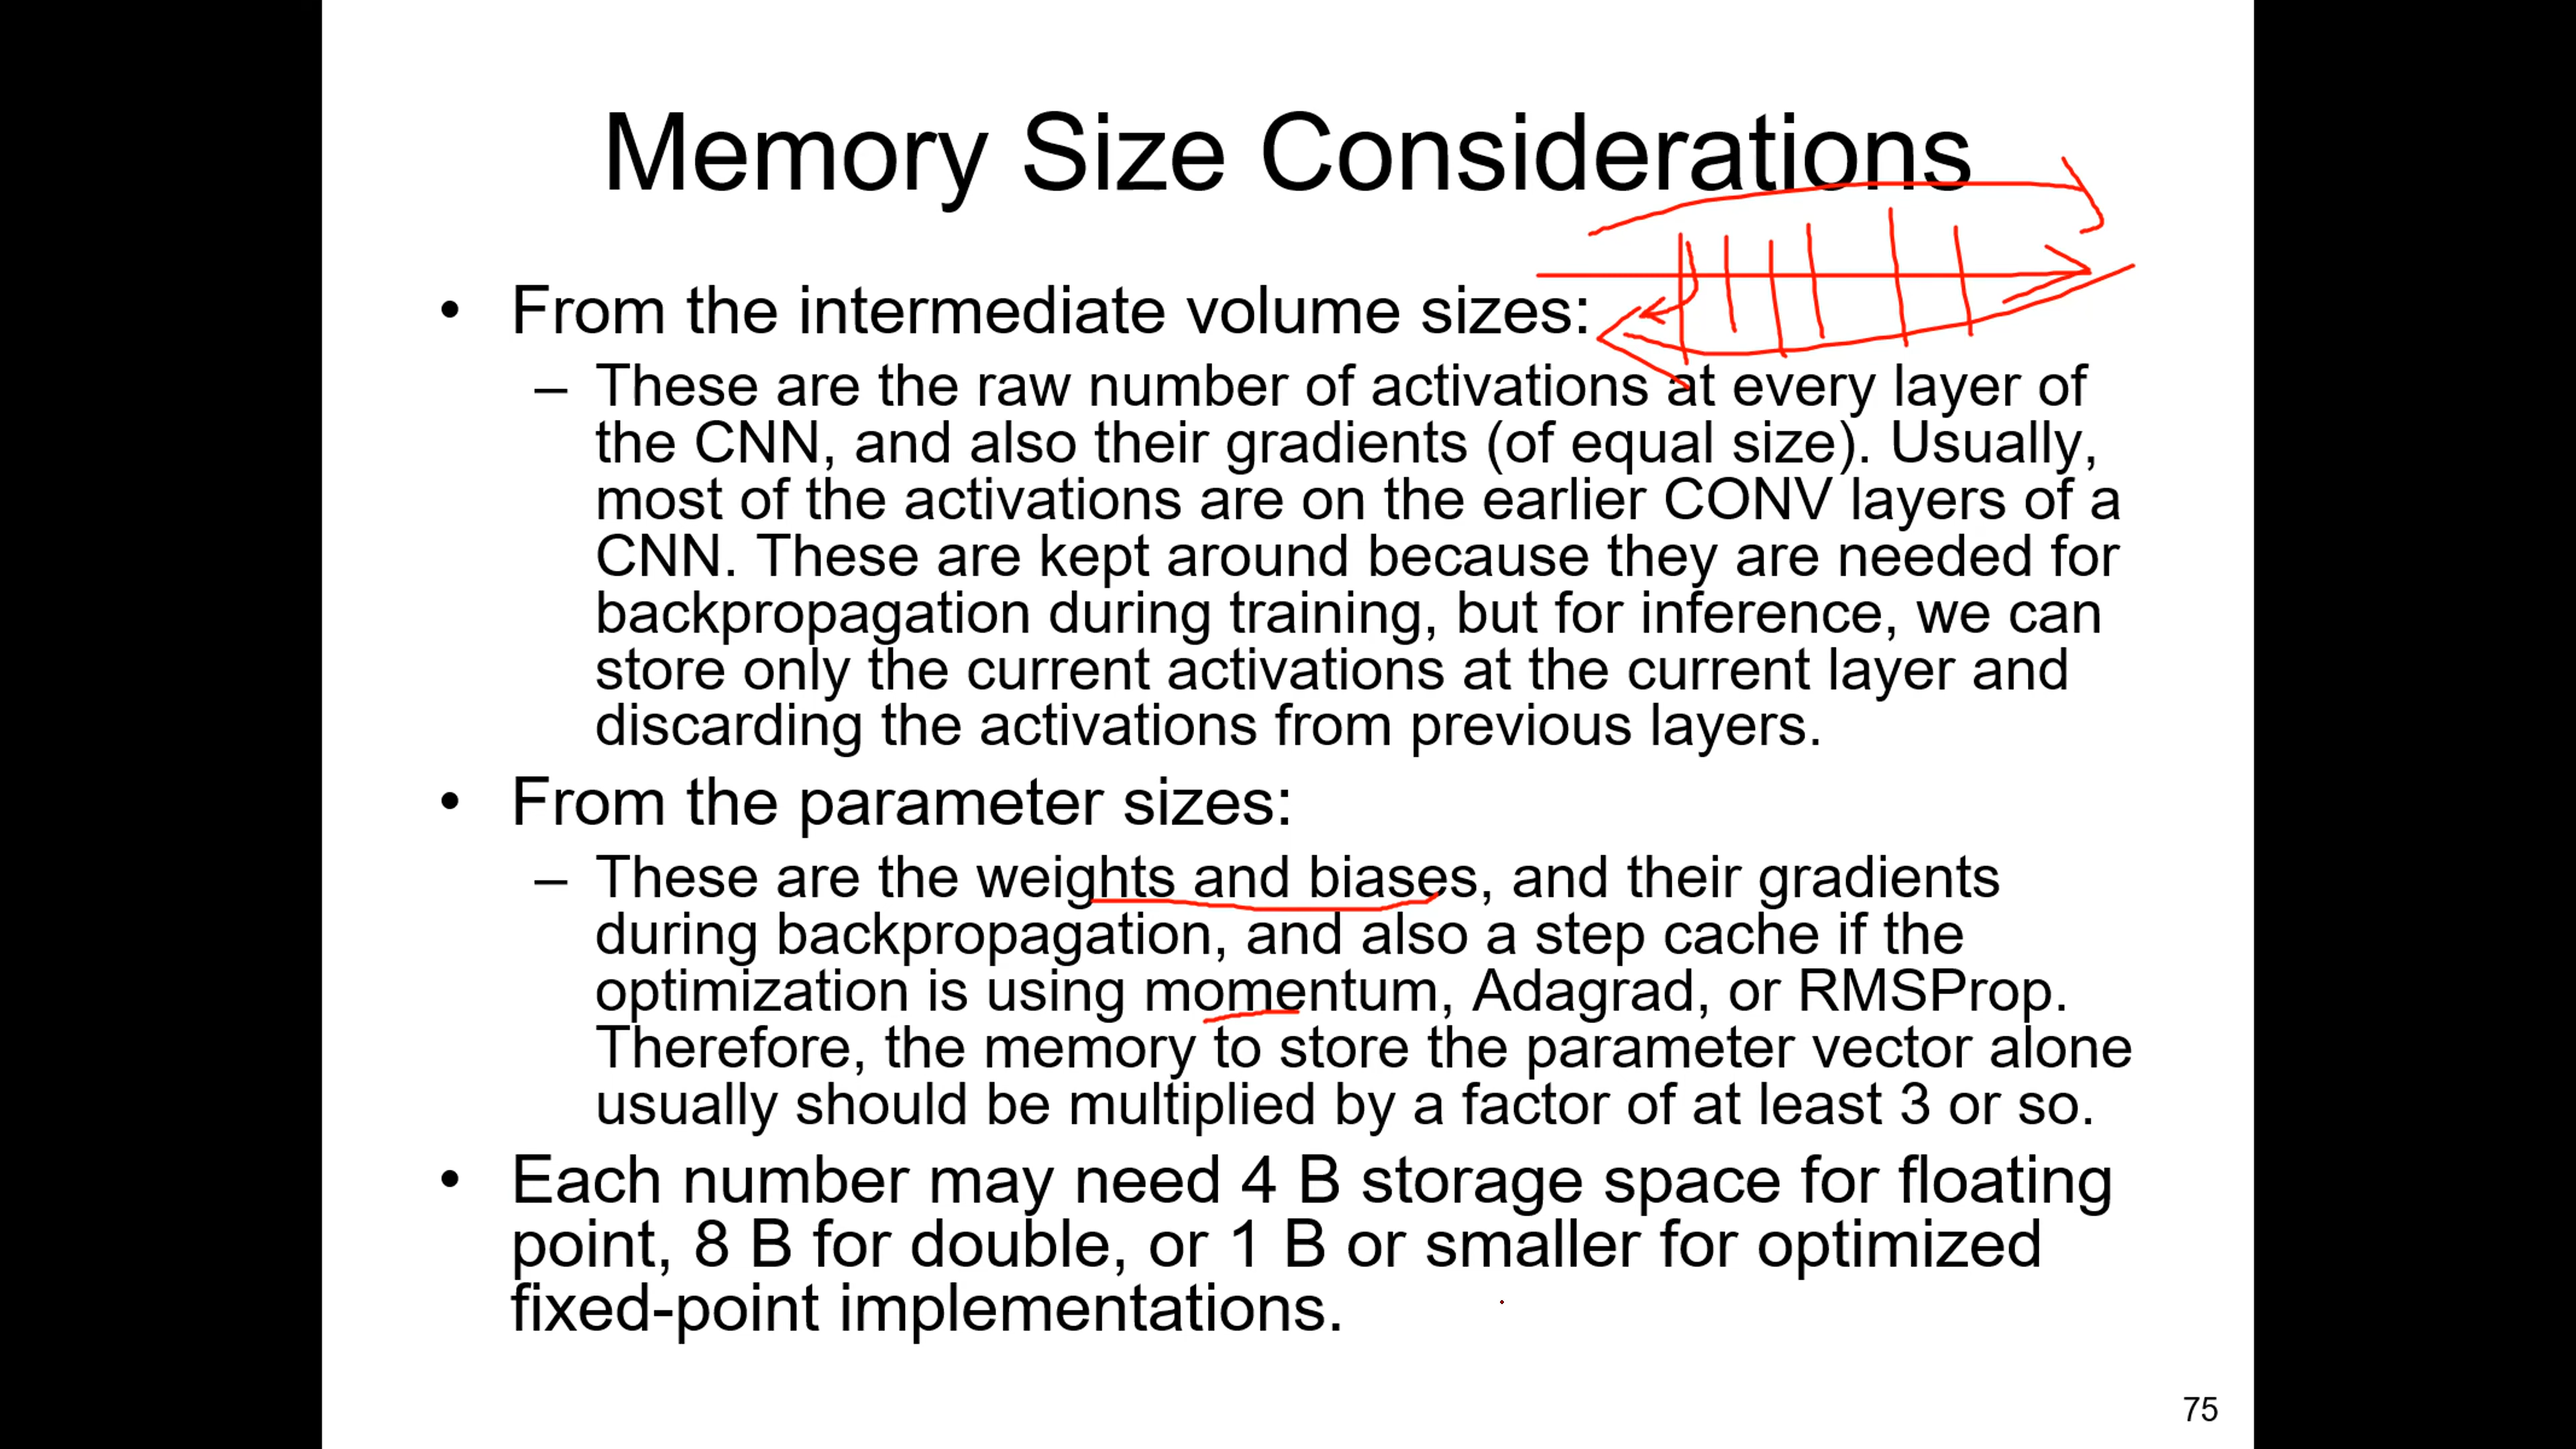 Memory Size Considerations
• From the intermediate volume sizes:
– These are the raw number of activations at every layer of
the CNN, and also their gradients (of equal size). Usually,
most of the activations are on the earlier CONV layers of a
CNN. These are kept around because they are needed for
backpropagation during training, but for inference, we can
store only the current activations at the current layer and
discarding the activations from previous layers.
• From the parameter sizes:
– These are the weights and biases, and their gradients
during backpropagation, and also a step cache if the
optimization is using momentum, Adagrad, or RMSProp.
Therefore, the memory to store the parameter vector alone
usually should be multiplied by a factor of at least 3 or so.
• Each number may need 4 B storage space for floating
point, 8 B for double, or 1 B or smaller for optimized
fixed-point implementations.
75